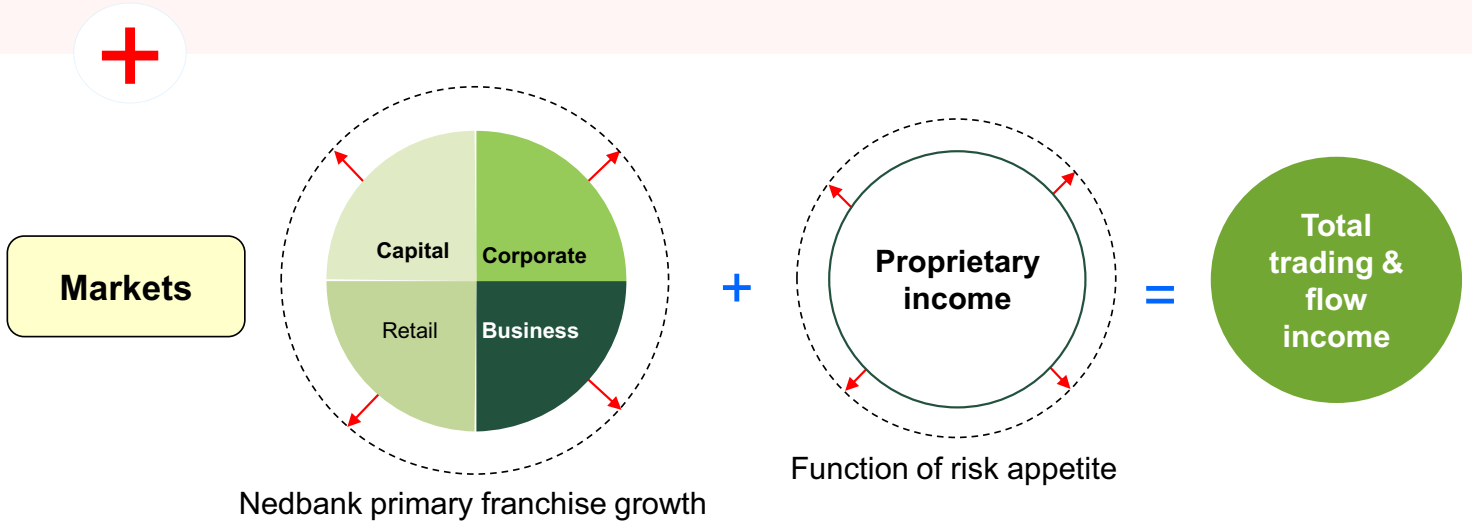 Markets
Capital
Corporate
Retail
Business
Nedbank primary franchise growth
+
Proprietary
income
Function of risk appetite
=
Total
trading &
flow
income